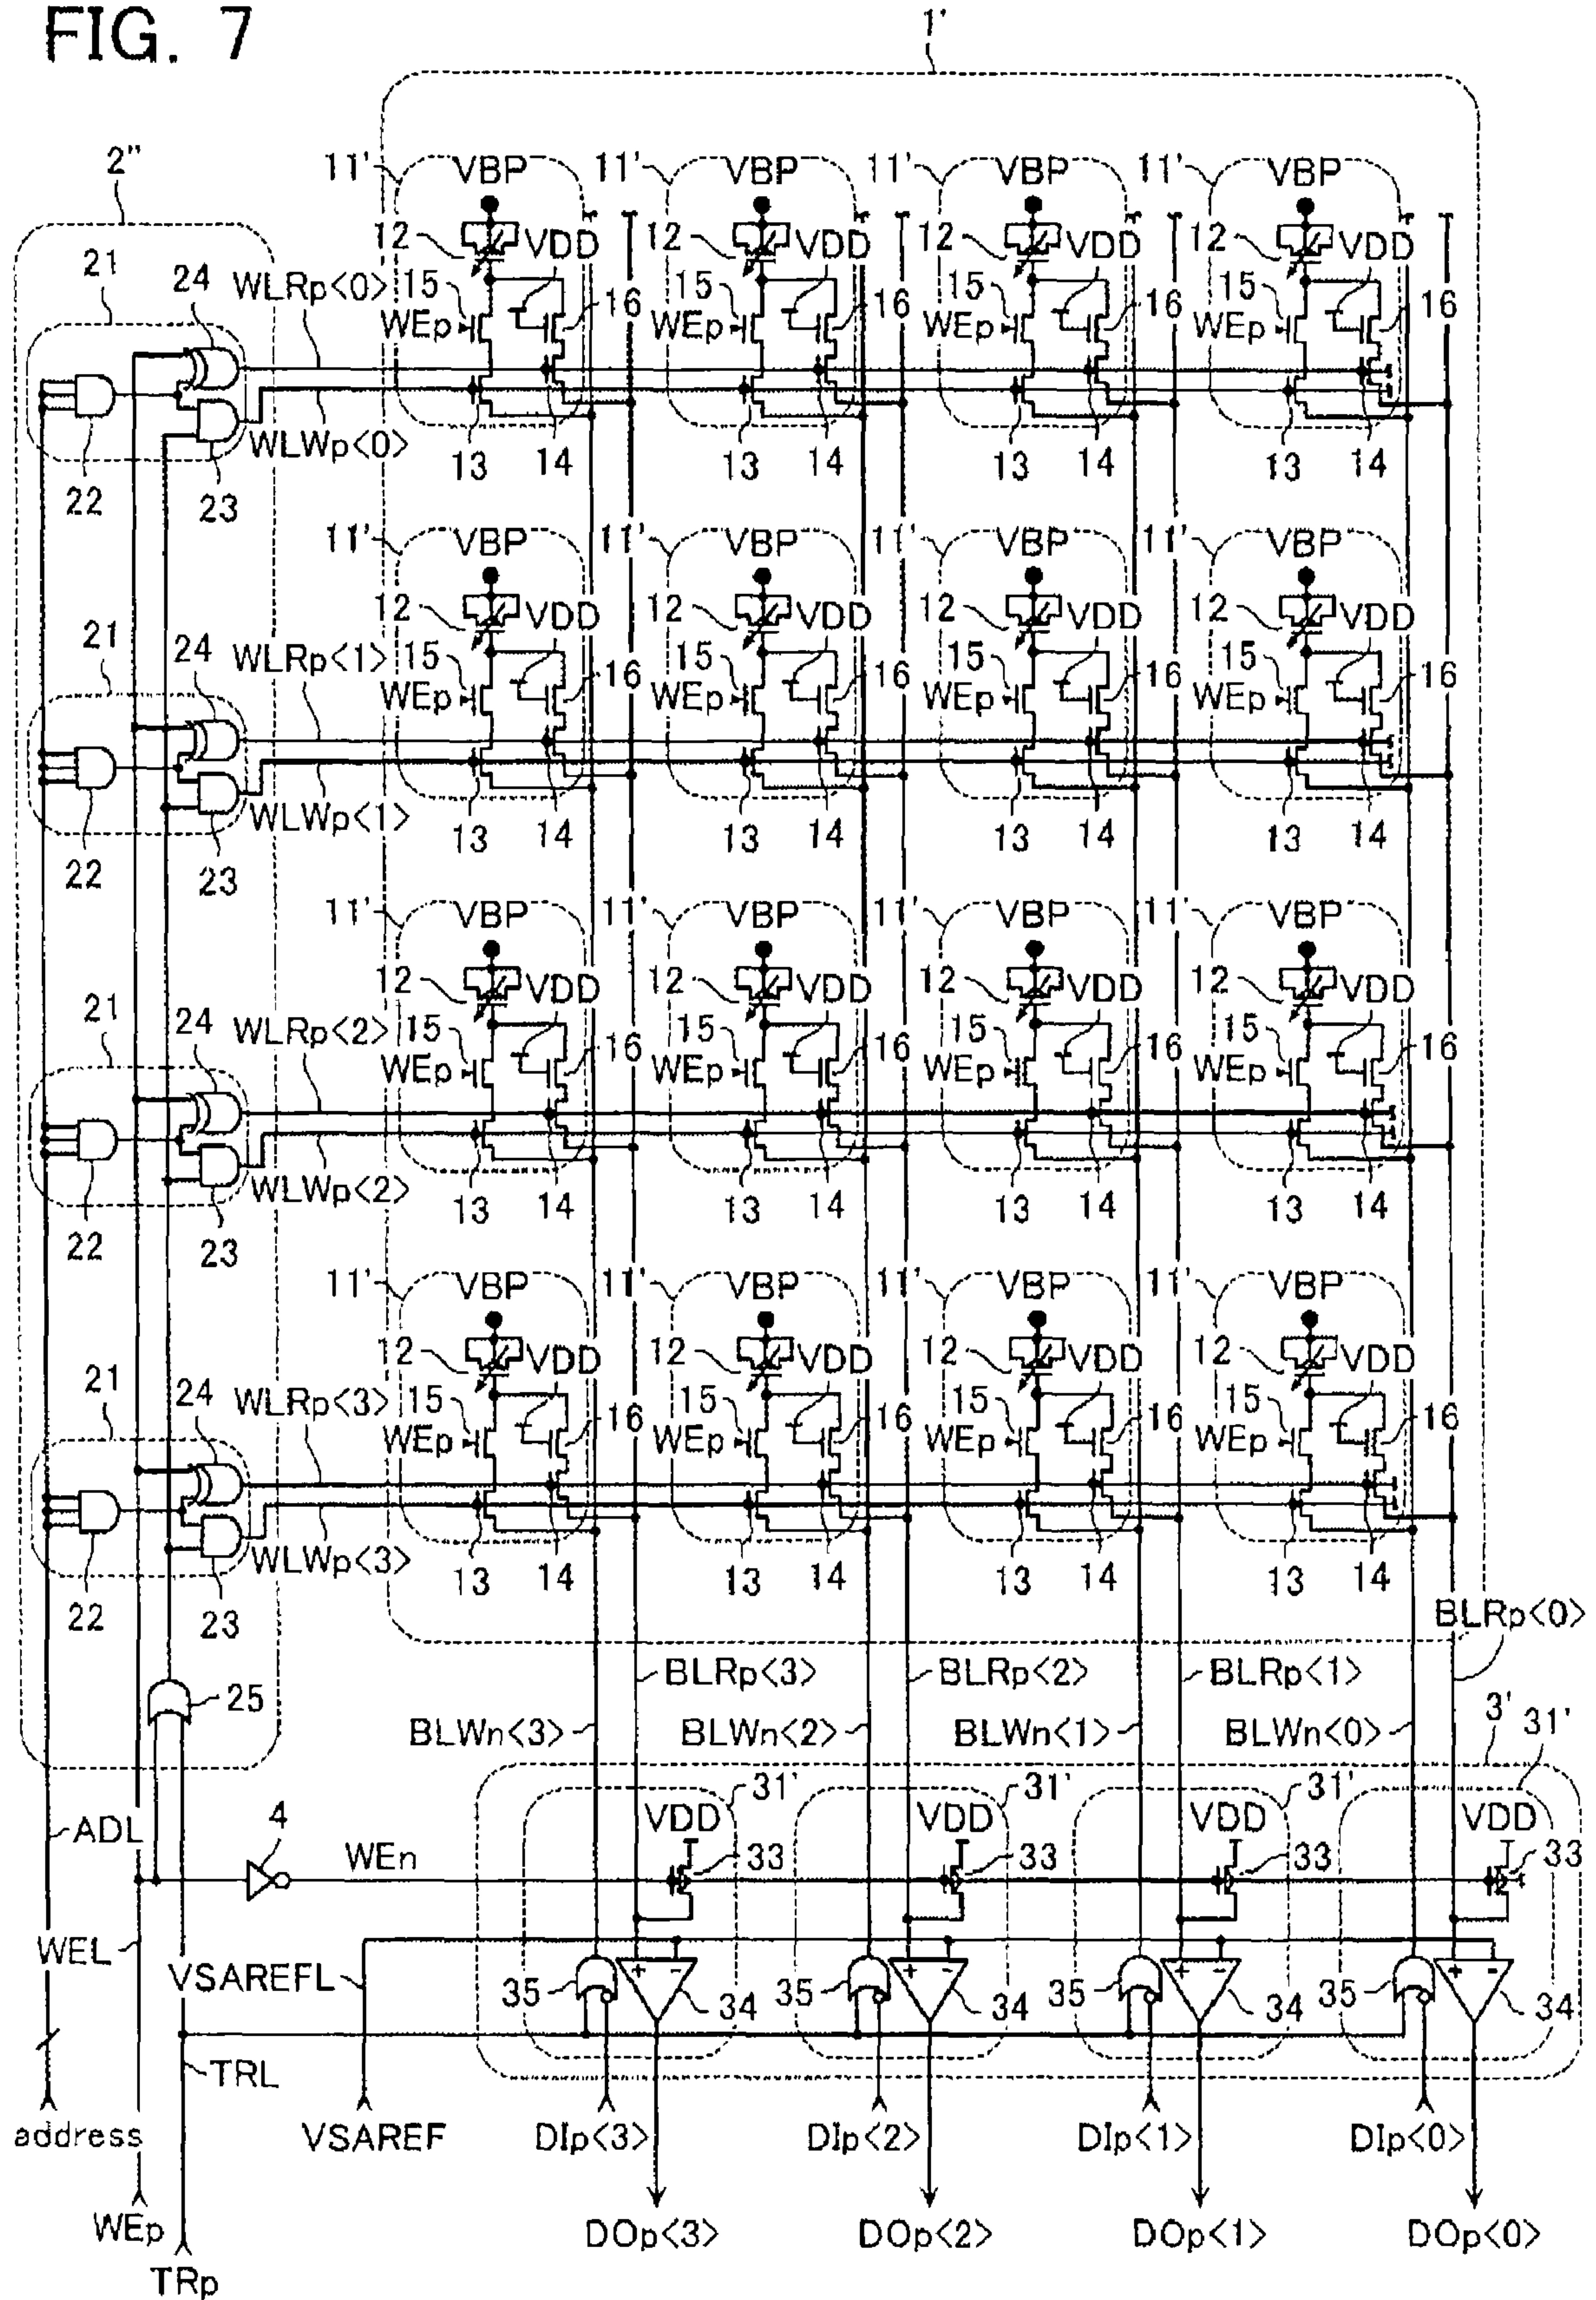 FIG. 7
1'
2"
11' VBP 11' VBP 11' VBP 11' VBP
21 12 VDD 12 VDD 12 VDD 12 VDD
24 WLRp<0> 15 16 15 16 15 16 15 16
WEp WEp WEp WEp
22 23 WLWp<0> 13 14 13 14 13 14 13 14
11' VBP 11' VBP 11' VBP 11' VBP
21 12 VDD 12 VDD 12 VDD 12 VDD
24 WLRp<1> 15 16 15 16 15 16 15 16
WEp WEp WEp WEp
22 23 WLWp<1> 13 14 13 14 13 14 13 14
11' VBP 11' VBP 11' VBP 11' VBP
21 12 VDD 12 VDD 12 VDD 12 VDD
24 WLRp<2> 15 16 15 16 15 16 15 16
WEp WEp WEp WEp
22 23 WLWp<2> 13 14 13 14 13 14 13 14
11' VBP 11' VBP 11' VBP 11' VBP
21 12 VDD 12 VDD 12 VDD 12 VDD
24 WLRp<3> 15 16 15 16 15 16 15 16
WEp WEp WEp WEp
22 23 WLWp<3> 13 14 13 14 13 14 13 14
BLRp<0>
25 BLRp<3> BLRp<2> BLRp<1>
BLWn<3> BLWn<2> BLWn<1> BLWn<0> 3' 31'
31' 31' 31'
ADL 4 VDD VDD VDD VDD
WEn 33 33 33 33
WEL
VSAREFL + - + - + - + -
35 34 35 34 35 34 35 34
TRL
address VSAREF DIp<3> DIp<2> DIp<1> DIp<0>
WEp DOp<3> DOp<2> DOp<1> DOp<0>
TRp